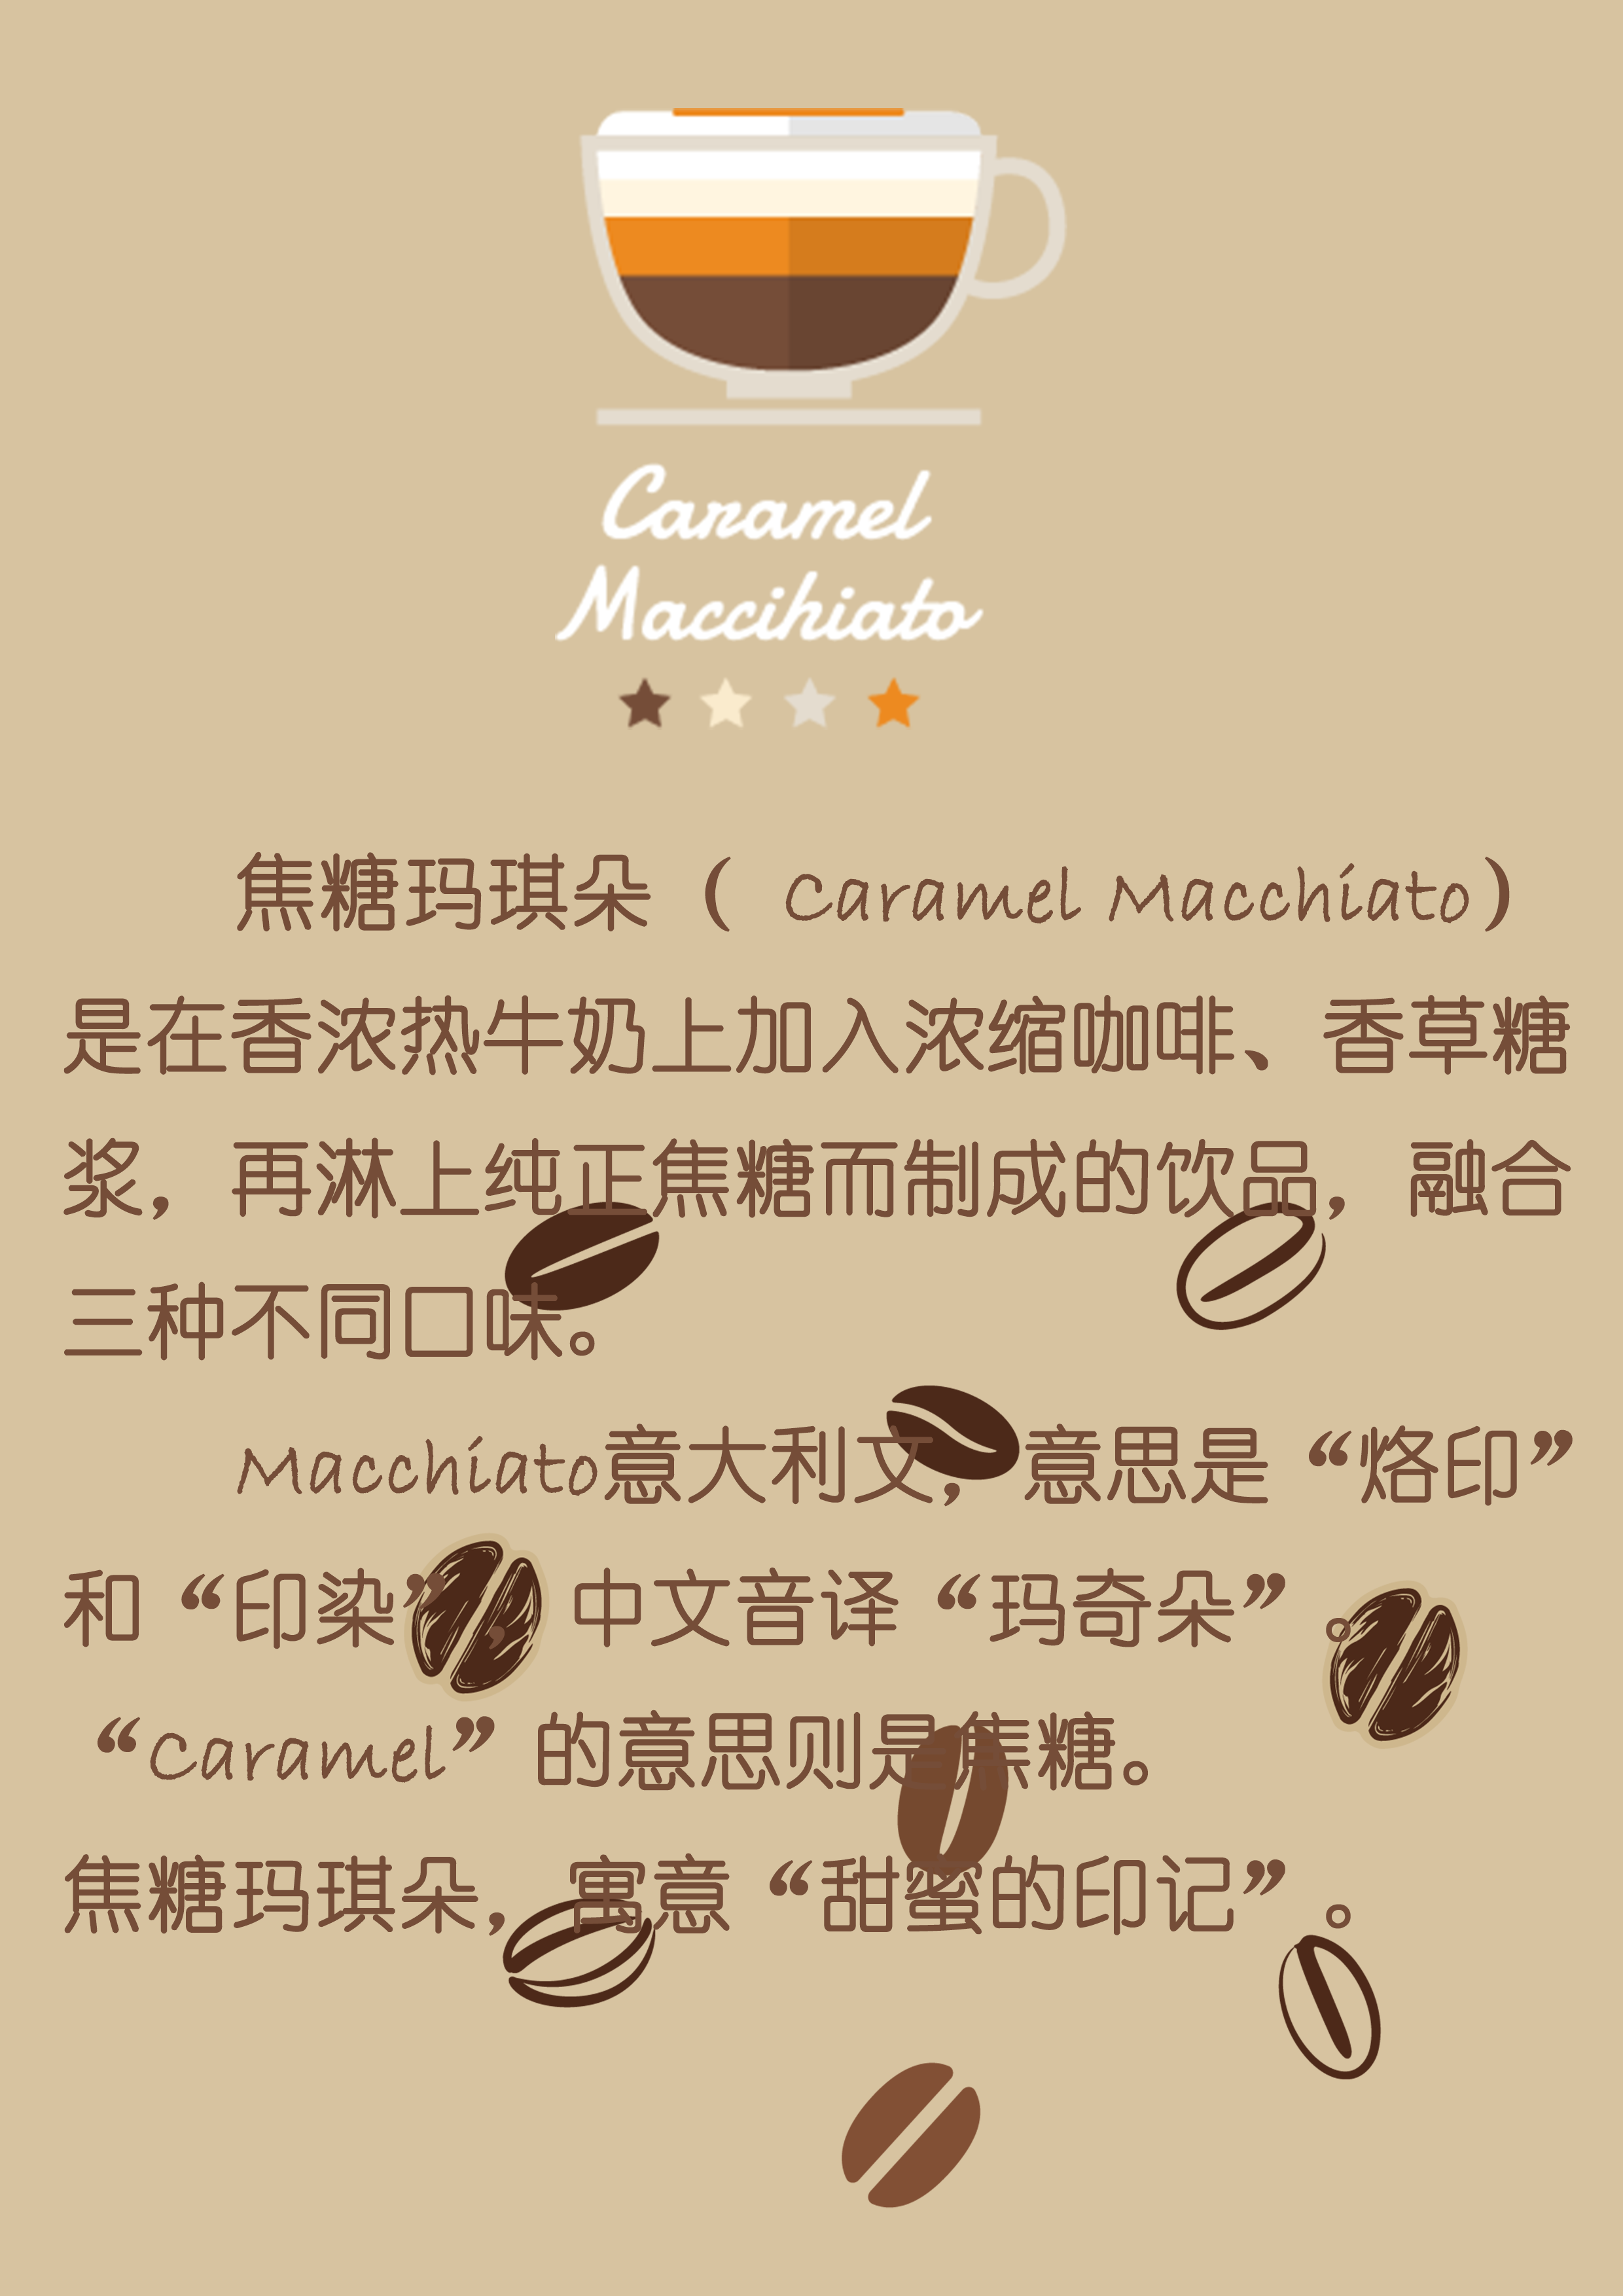 Caramel
Maccihiato
焦糖玛琪朵（ Caramel Macchiato）
是在香浓热牛奶上加入浓缩咖啡、香草糖
浆，再淋上纯正焦糖而制成的饮品，融合
三种不同口味。
Macchiato意大利文，意思是“烙印”
和“印染”，中文音译“玛奇朵”。
“Caramel”的意思则是焦糖。
焦糖玛琪朵，寓意“甜蜜的印记”。